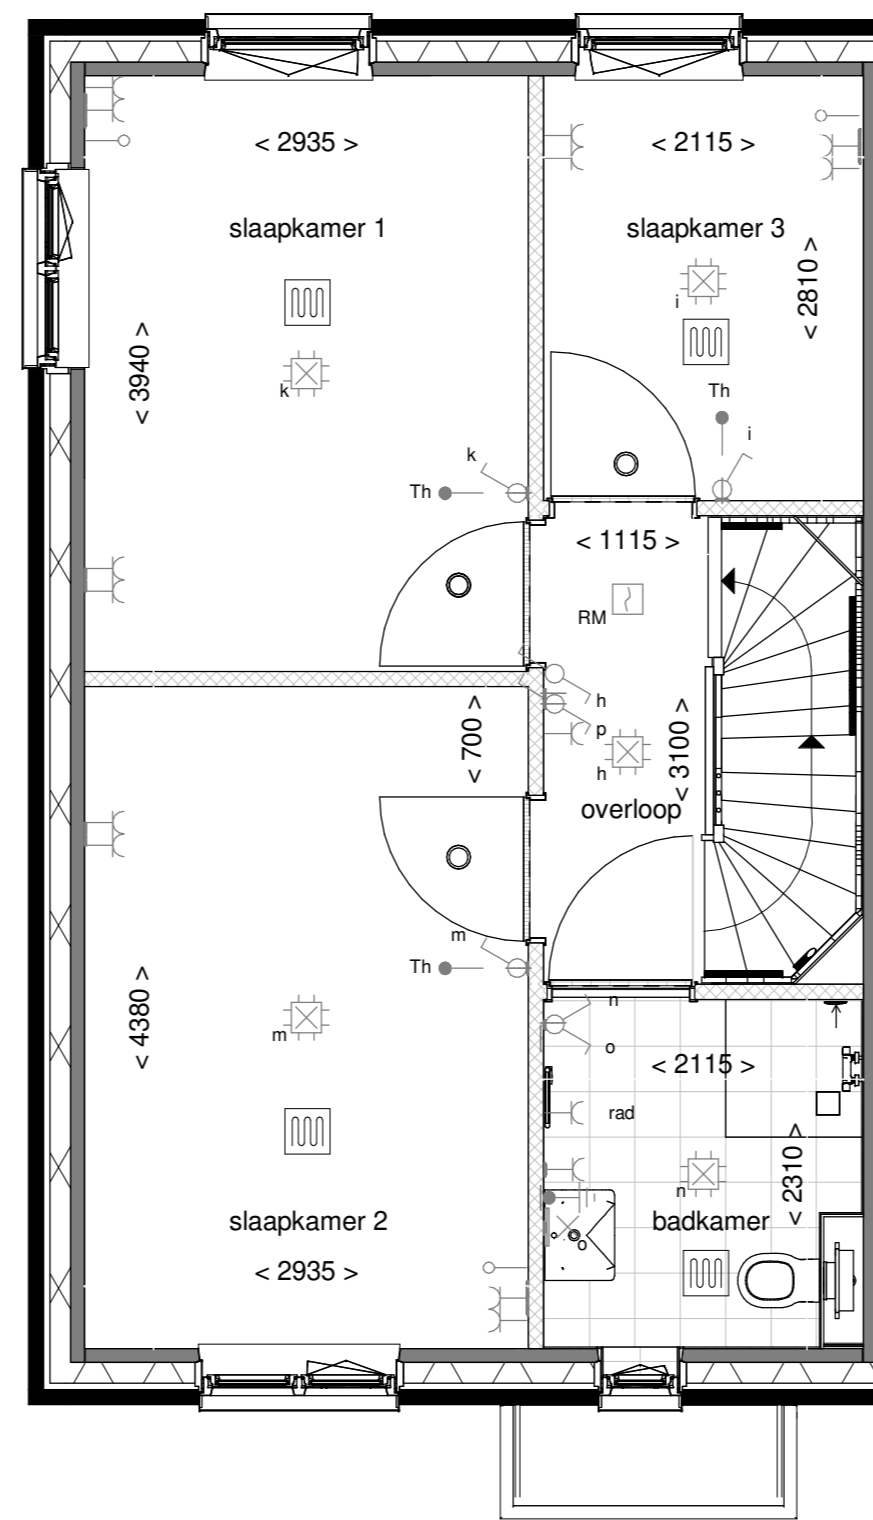 < 2935 >
< 2115 >
slaapkamer 1
slaapkamer 3
< 2810 >
i
< 3940 >
k
Th
k
i
Th
< 1115 >
RM
h
< 700 >
p
< 3100 >
h
overloop
m
Th
< 4380 >
n
m
o
< 2115 >
rad
< 2310 >
n
slaapkamer 2
badkamer
< 2935 >